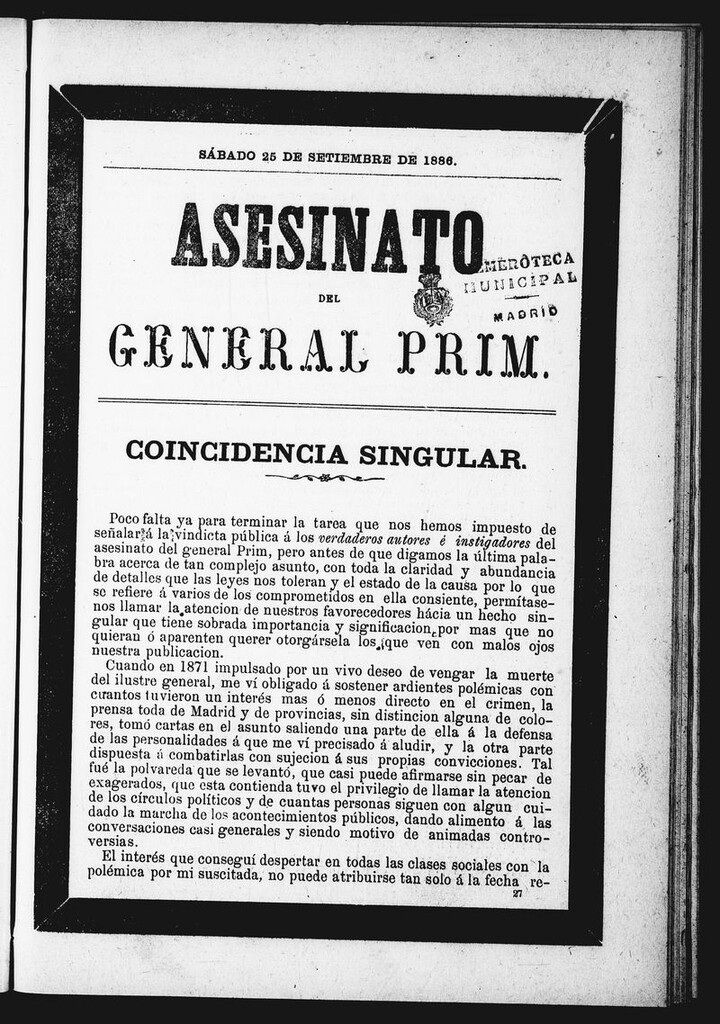 SÁBADO 25 DE SETIEMBRE DE 1886.
ASESINATO
DEL
GENERAL PRIM.
MUNICIPAL
MADRID
COINCIDENCIA SINGULAR.
Poco falta ya para terminar la tarea que nos hemos impuesto de
señalar á la vindicta pública á los verdaderos autores é instigadores del
asesinato del general Prim, pero antes de que digamos la última pala-
bra acerca de tan complejo asunto, con toda la claridad y abundancia
de detalles que las leyes nos toleran y el estado de la causa por lo que
se refiere á varios de los comprometidos en ella consiente, permítase-
nos llamar la atencion de nuestros favorecedores hácia un hecho sin-
gular que tiene sobrada importancia y significacion por mas que no
quieran ó aparenten querer otorgársela los que ven con malos ojos
nuestra publicacion.
Cuando en 1871 impulsado por un vivo deseo de vengar la muerte
del ilustre general, me ví obligado á sostener ardientes polémicas con
cuantos tuvieron un interés mas ó menos directo en el crimen, la
prensa toda de Madrid y de provincias, sin distincion alguna de colo-
res, tomó cartas en el asunto saliendo una parte de ella á la defensa
de las personalidades á que me ví precisado á aludir, y la otra parte
dispuesta á combatirlas con sujecion á sus propias convicciones. Tal
fué la polvareda que se levantó, que casi puede afirmarse sin pecar de
exagerados, que esta contienda tuvo el privilegio de llamar la atencion
de los círculos políticos y de cuantas personas siguen con algun cui-
dado la marcha de los acontecimientos públicos, dando alimento á las
conversaciones casi generales y siendo motivo de animadas contro-
versias.
El interés que conseguí despertar en todas las clases sociales con la
polémica por mi suscitada, no puede atribuirse tan solo á la fecha re-
27